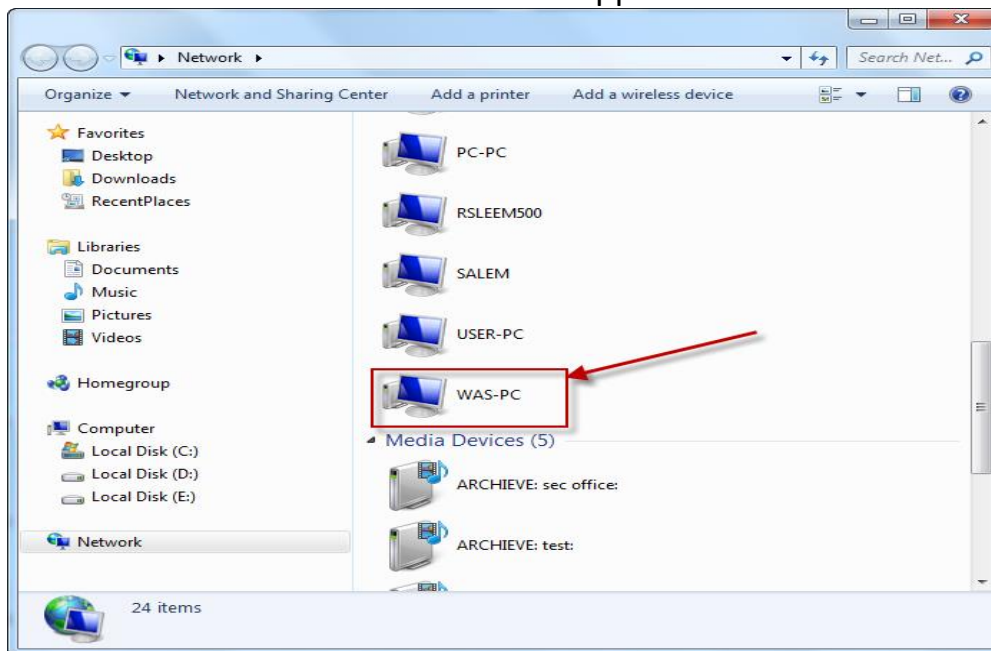 Network
Search Net...
Organize
Network and Sharing Center
Add a printer
Add a wireless device
Favorites
Desktop
Downloads
RecentPlaces
Libraries
Documents
Music
Pictures
Videos
Homegroup
Computer
Local Disk (C:)
Local Disk (D:)
Local Disk (E:)
Network
PC-PC
RSLEEM500
SALEM
USER-PC
WAS-PC
Media Devices (5)
ARCHIEVE: sec office:
ARCHIEVE: test:
24 items